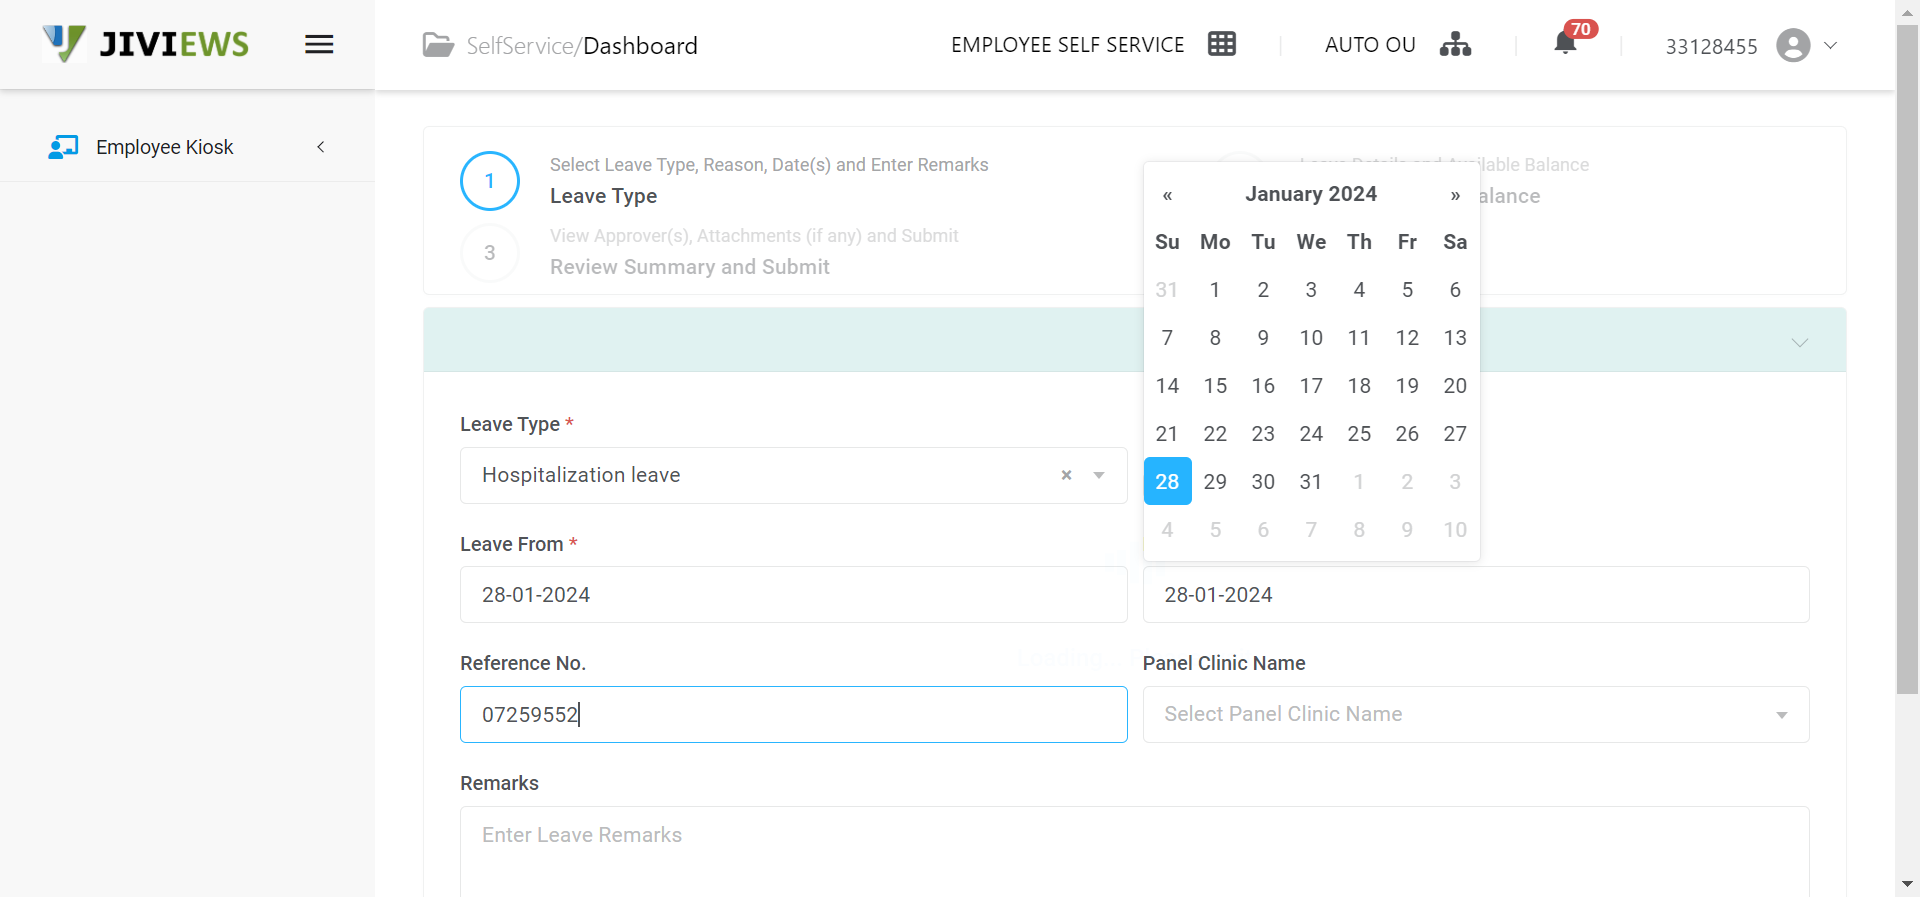 JIVIEWS
SelfService/Dashboard
EMPLOYEE SELF SERVICE
AUTO OU
70
33128455
Employee Kiosk
1
Select Leave Type, Reason, Date(s) and Enter Remarks
Leave Type
Balance
alance
3
View Approver(s), Attachments (if any) and Submit
Review Summary and Submit
« January 2024 »
Su Mo Tu We Th Fr Sa
31 1 2 3 4 5 6
7 8 9 10 11 12 13
14 15 16 17 18 19 20
21 22 23 24 25 26 27
28 29 30 31 1 2 3
4 5 6 7 8 9 10
Leave Type *
Hospitalization leave
×
Leave From *
28-01-2024
28-01-2024
Reference No.
07259552
Panel Clinic Name
Select Panel Clinic Name
Remarks
Enter Leave Remarks